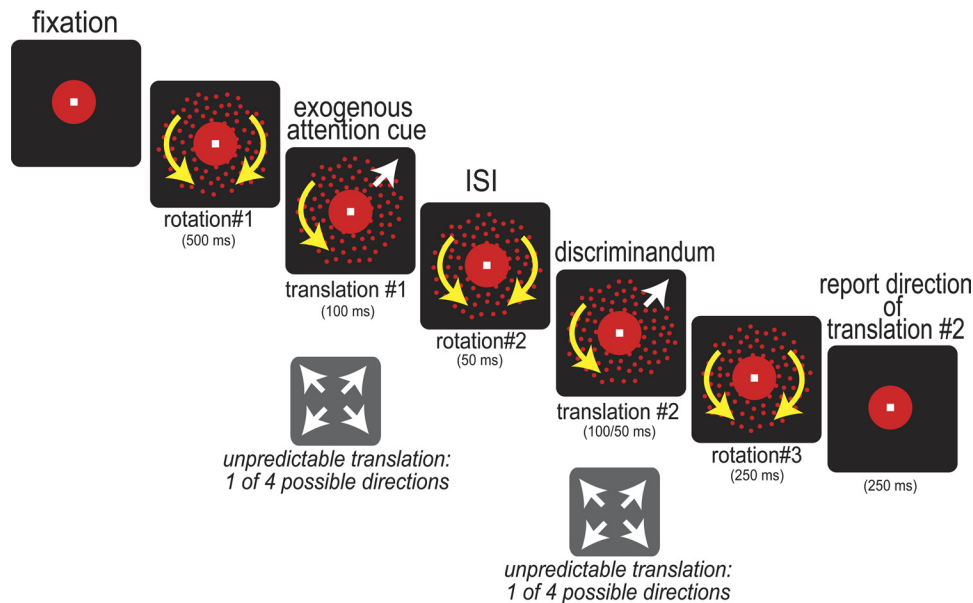 fixation
rotation#1
(500 ms)
exogenous
attention cue
translation #1
(100 ms)
ISI
rotation#2
(50 ms)
discriminandum
translation #2
(100/50 ms)
rotation#3
(250 ms)
report direction
of
translation #2
(250 ms)
unpredictable translation:
1 of 4 possible directions
unpredictable translation:
1 of 4 possible directions